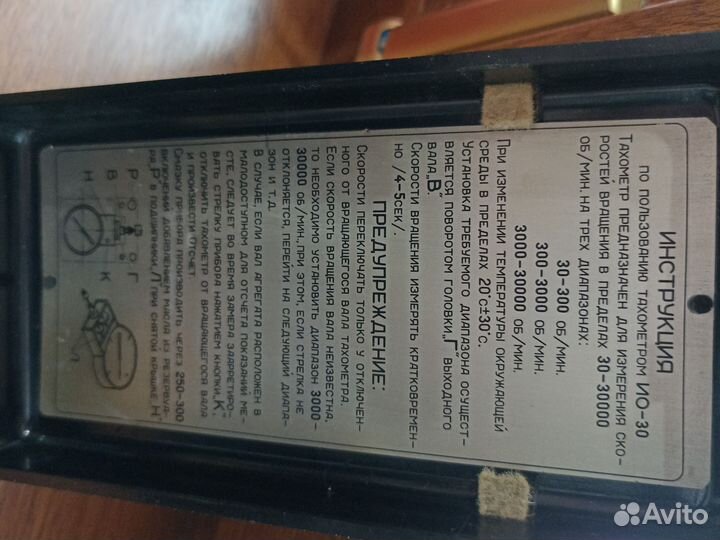 ИНСТРУКЦИЯ
ПО ПОЛЬЗОВАНИЮ ТАХОМЕТРОМ ИО-30
ТАХОМЕТР ПРЕДНАЗНАЧЕН ДЛЯ ИЗМЕРЕНИЯ СКО-
РОСТЕЙ ВРАЩЕНИЯ В ПРЕДЕЛАХ 30-30000
ОБ/МИН. НА ТРЕХ ДИАПАЗОНАХ:
30-300 ОБ/МИН.
300-3000 ОБ/МИН.
3000-30000 ОБ/МИН.
ПРИ ИЗМЕНЕНИИ ТЕМПЕРАТУРЫ ОКРУЖАЮЩЕЙ
СРЕДЫ В ПРЕДЕЛАХ 20°С±30°С.
УСТАНОВКА ТРЕБУЕМОГО ДИАПАЗОНА ОСУЩЕСТ-
ВЛЯЕТСЯ ПОВОРОТОМ ГОЛОВКИ „Г" ВЫХОДНОГО
ВАЛА „В."
СКОРОСТИ ВРАЩЕНИЯ ИЗМЕРЯТЬ КРАТКОВРЕМЕН-
НО /4-5СЕК/.
ПРЕДУПРЕЖДЕНИЕ:
СКОРОСТИ ПЕРЕКЛЮЧАТЬ ТОЛЬКО У ОТКЛЮЧЕН-
НОГО ОТ ВРАЩАЮЩЕГОСЯ ВАЛА ТАХОМЕТРА.
ЕСЛИ СКОРОСТЬ ВРАЩЕНИЯ ВАЛА НЕИЗВЕСТНА,
ТО НЕОБХОДИМО УСТАНОВИТЬ ДИАПАЗОН 3000-
30000 ОБ/МИН., ПРИ ЭТОМ, ЕСЛИ СТРЕЛКА НЕ
ОТКЛОНЯЕТСЯ, ПЕРЕЙТИ НА СЛЕДУЮЩИЙ ДИАПА-
ЗОН И Т.Д.
В СЛУЧАЕ, ЕСЛИ ВАЛ АГРЕГАТА РАСПОЛОЖЕН В
МАЛОДОСТУПНОМ ДЛЯ ОТСЧЕТА ПОКАЗАНИЙ МЕ-
СТЕ, СЛЕДУЕТ ВО ВРЕМЯ ЗАМЕРА ЗААРРЕТИРО-
ВАТЬ СТРЕЛКУ ПРИБОРА НАЖАТИЕМ КНОПКИ „К",
ОТКЛЮЧИТЬ ТАХОМЕТР ОТ ВРАЩАЮЩЕГОСЯ ВАЛА
И ПРОИЗВЕСТИ ОТСЧЕТ
СМАЗКУ ПРИБОРА ПРОИЗВОДИТЬ ЧЕРЕЗ 250-300
ВКЛЮЧЕНИЙ ДОБАВЛЕНИЕМ МАСЛА ИЗ РЕЗЕРВУА-
РА „Р" В ПОДШИПНИКИ „П" ПРИ СНЯТОЙ КРЫШКЕ „Н"
Н
В
К
Р
Г
Avito